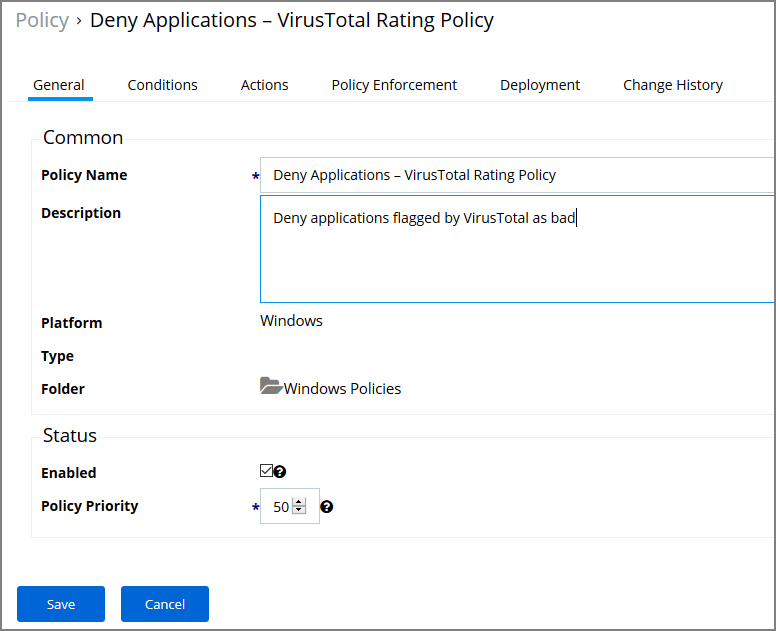 Policy › Deny Applications – VirusTotal Rating Policy
General Conditions Actions Policy Enforcement Deployment Change History
Common
Policy Name * Deny Applications – VirusTotal Rating Policy
Description Deny applications flagged by VirusTotal as bad
Platform Windows
Type
Folder Windows Policies
Status
Enabled ?
Policy Priority * 50 ?
Save Cancel